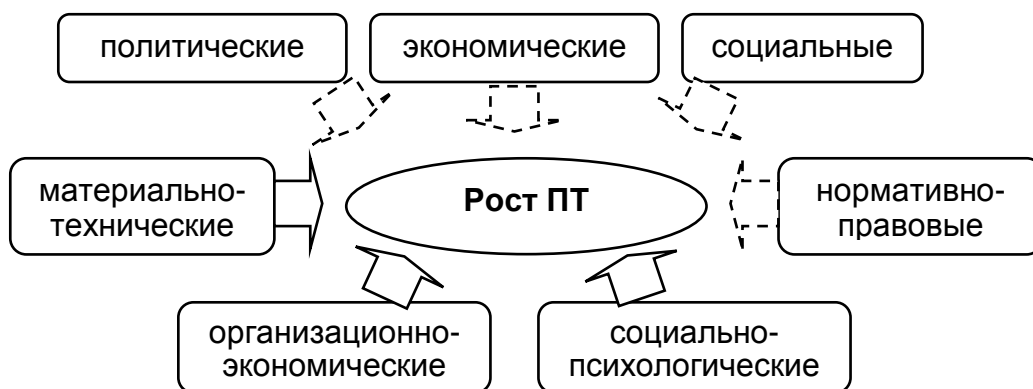 политические
экономические
социальные
материально-
технические
Рост ПТ
нормативно-
правовые
организационно-
экономические
социально-
психологические